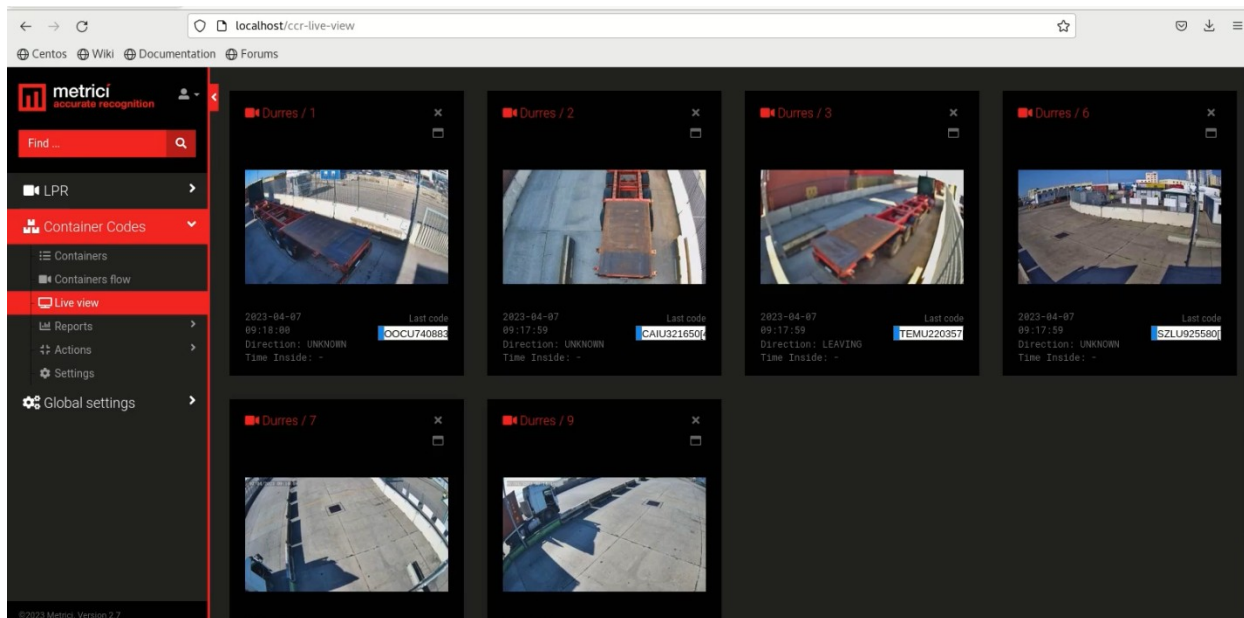 localhost/ccr-live-view
Centos Wiki Documentation Forums
metrici
accurate recognition
Find ...
LPR
Container Codes
Containers
Containers flow
Live view
Reports
Actions
Settings
Global settings
©2023 Metrici, Version 2.7
Durres / 1
2023-04-07
09:18:00
Direction: UNKNOWN
Time Inside: -
Last code
OOCU740883
Durres / 2
2023-04-07
09:17:59
Direction: UNKNOWN
Time Inside: -
Last code
CAIU321650[4
Durres / 3
2023-04-07
09:17:59
Direction: LEAVING
Time Inside: -
Last code
TEMU220357
Durres / 6
2023-04-07
09:17:59
Direction: UNKNOWN
Time Inside: -
Last code
SZLU925580[
Durres / 7
Durres / 9